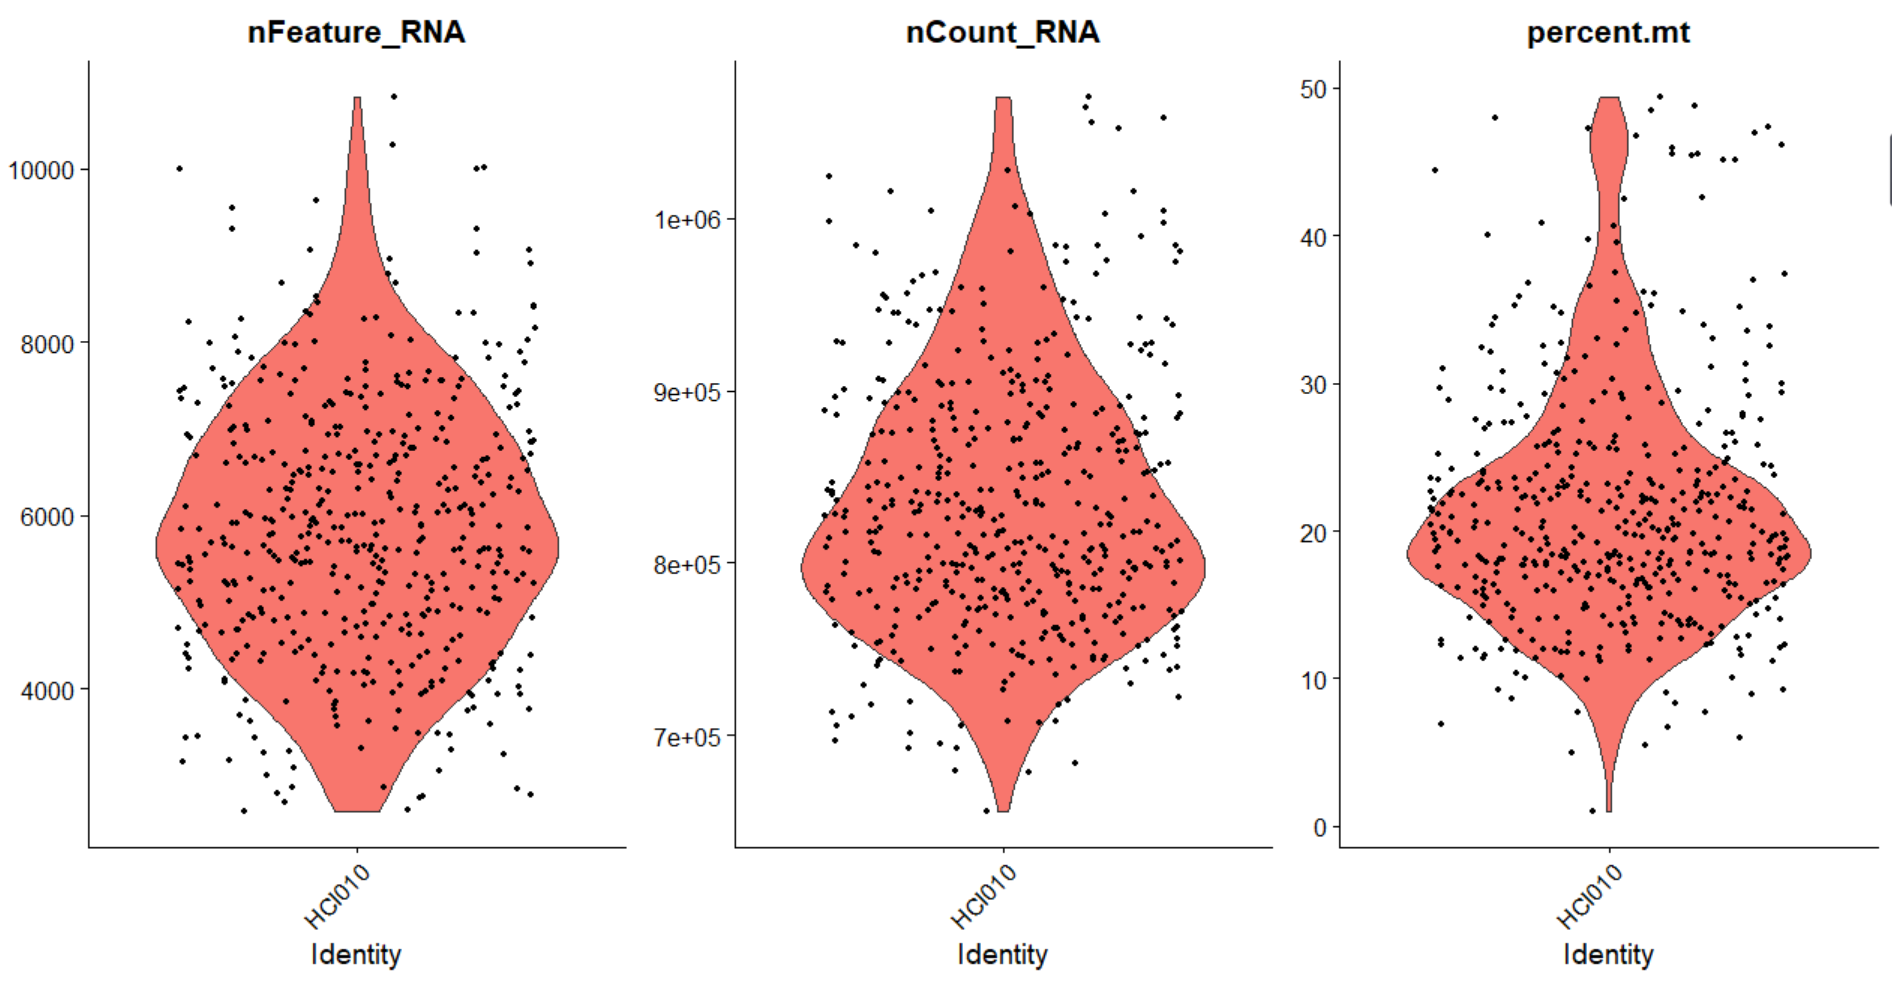 nFeature_RNA
10000
8000
6000
4000
HCI010
Identity
nCount_RNA
1e+06
9e+05
8e+05
7e+05
HCI010
Identity
percent.mt
50
40
30
20
10
0
HCI010
Identity